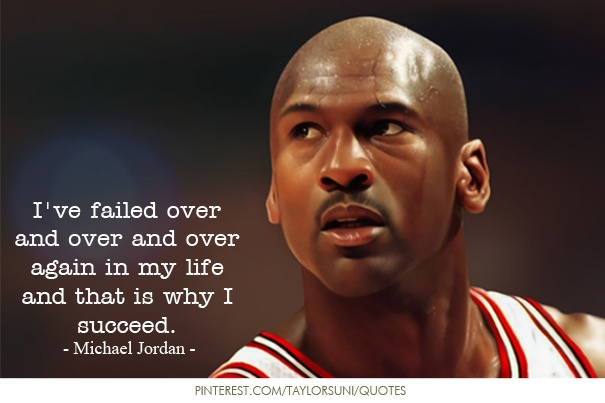 I've failed over
and over and over
again in my life
and that is why I
succeed.
- Michael Jordan -
PINTEREST.COM/TAYLORSUNI/QUOTES